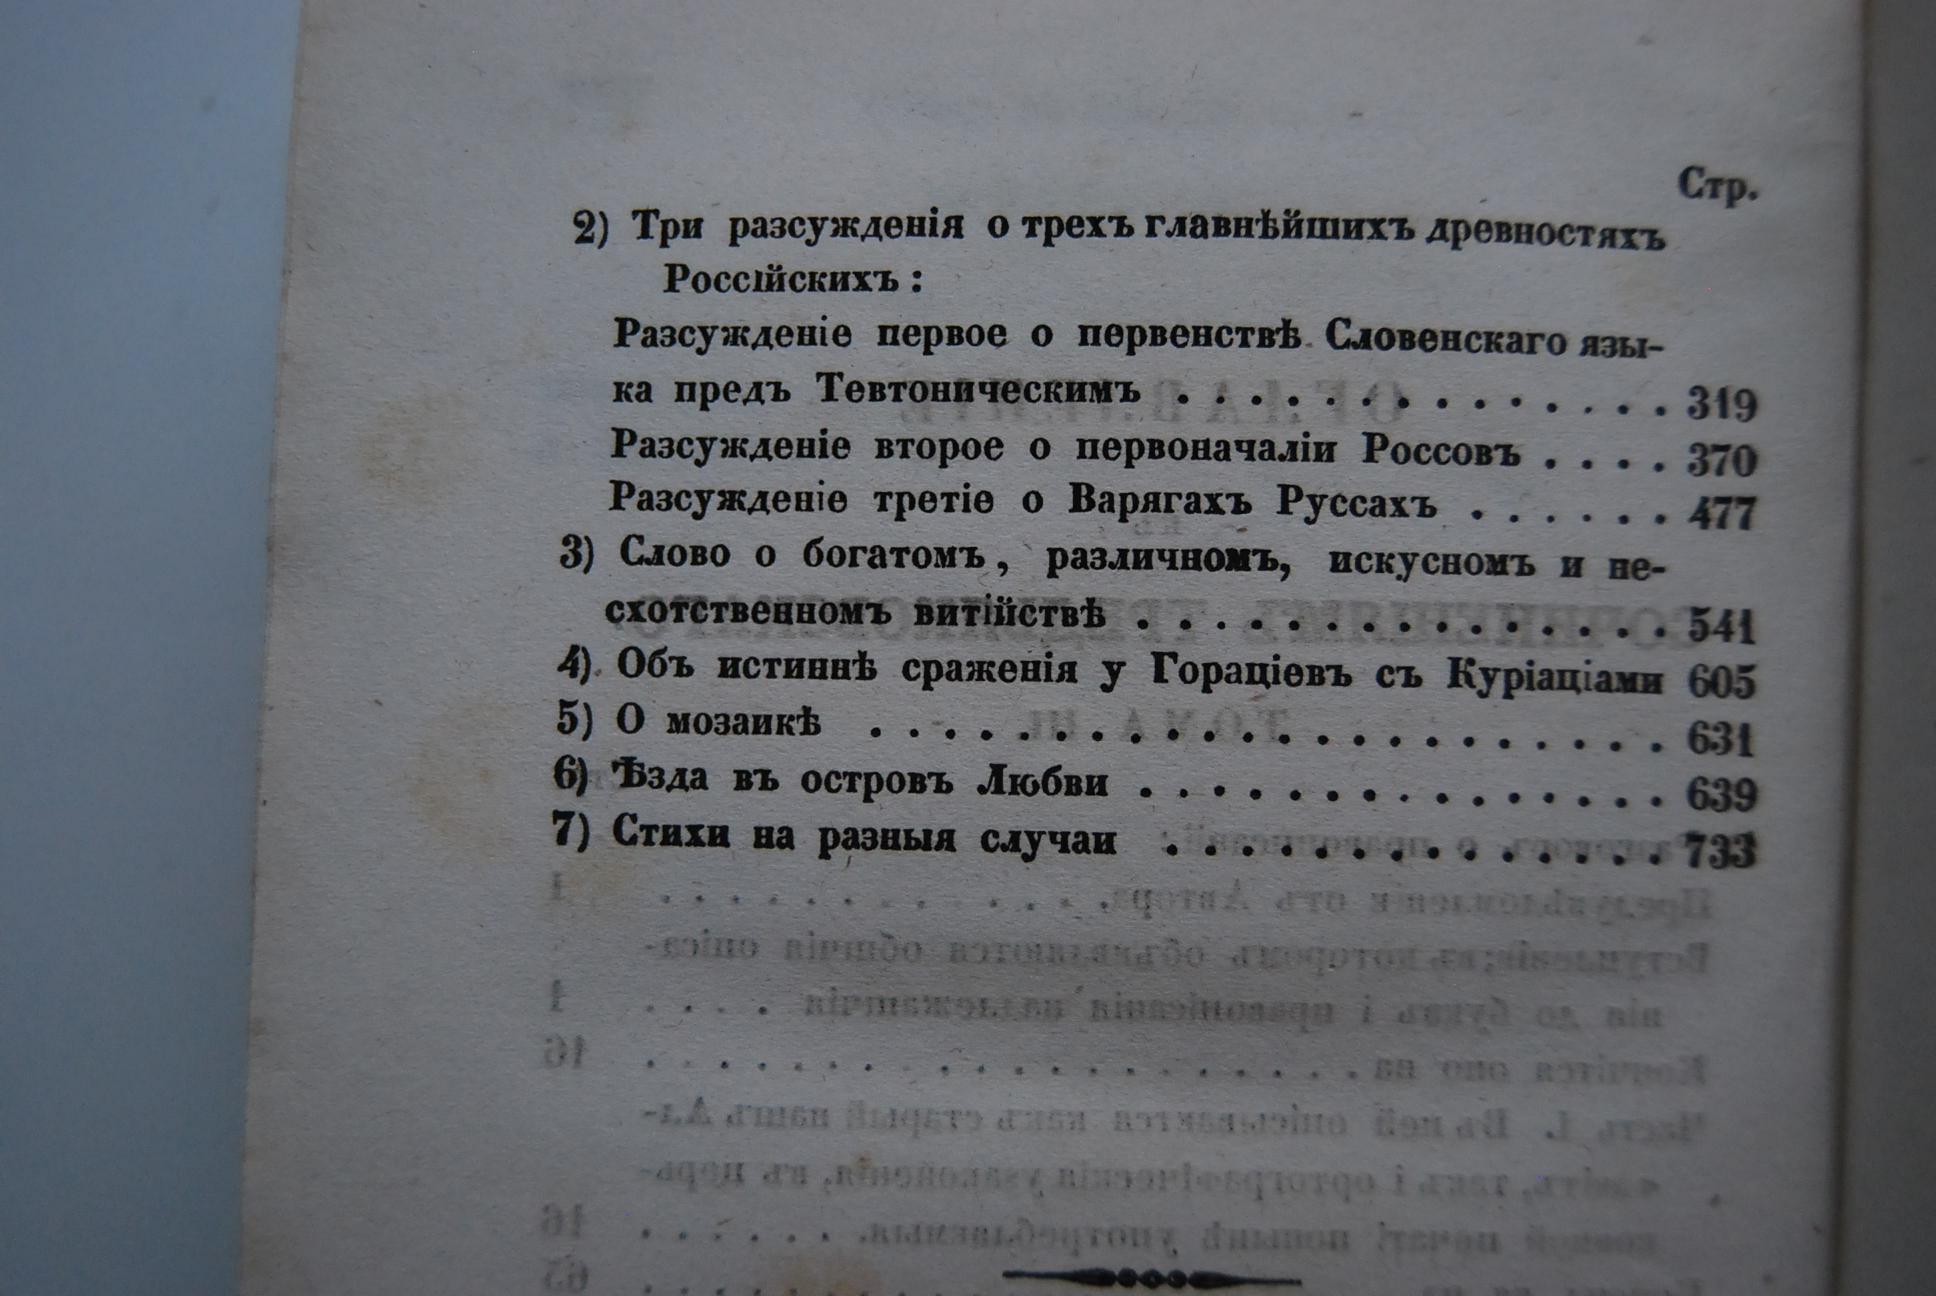 Стр.
2) Три разсужденія о трехъ главнѣйшихъ древностяхъ
Россійскихъ :
Разсужденіе первое о первенствѣ Словенскаго язы-
ка предъ Тевтоническимъ . . . . . . . . . . . . . . 319
Разсужденіе второе о первоначаліи Россовъ . . . . 370
Разсужденіе третіе о Варягахъ Руссахъ . . . . . . 477
3) Слово о богатомъ, различномъ, искусномъ и не-
схотственномъ витійствѣ . . . . . . . . . . . . . . . 541
4) Объ истиннѣ сраженія у Гораціевъ съ Куріаціами 605
5) О мозаикѣ . . . . . . . . . . . . . . . . . . . . . . 631
6) Ѣзда въ островъ Любви . . . . . . . . . . . . . . . 639
7) Стихи на разныя случаи . . . . . . . . . . . . . . 733